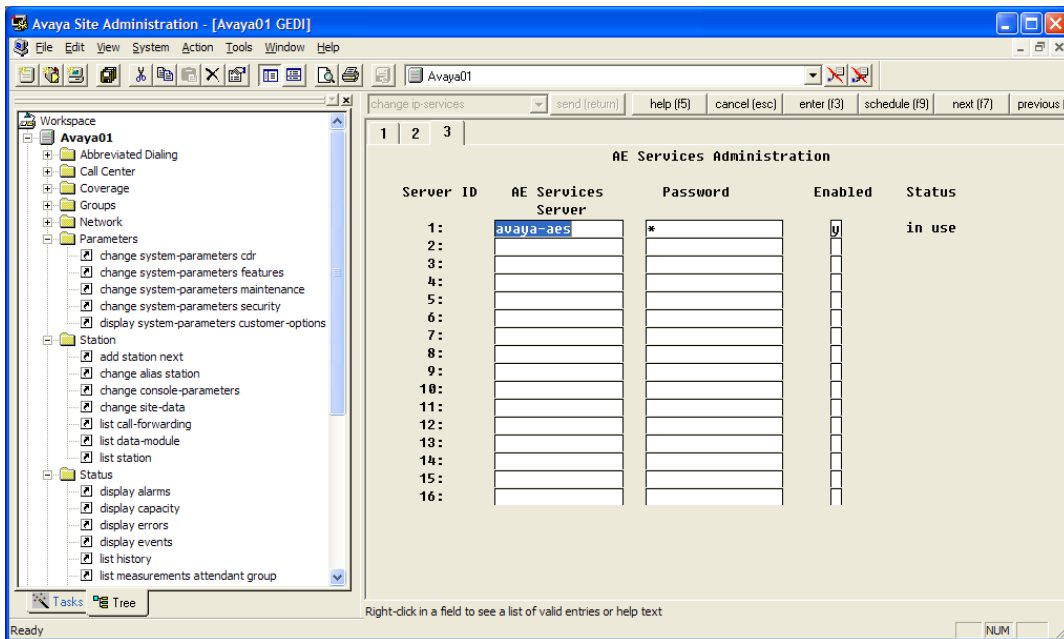 Avaya Site Administration - [Avaya01 GEDI]
File Edit View System Action Tools Window Help
Avaya01
change ip-services send (return) help (f5) cancel (esc) enter (f3) schedule (f9) next (f7) previous
Workspace
Avaya01
Abbreviated Dialing
Call Center
Coverage
Groups
Network
Parameters
change system-parameters cdr
change system-parameters features
change system-parameters maintenance
change system-parameters security
display system-parameters customer-options
Station
add station next
change alias station
change console-parameters
change site-data
list call-forwarding
list data-module
list station
Status
display alarms
display capacity
display errors
display events
list history
list measurements attendant group
Tasks Tree
1 2 3
AE Services Administration
Server ID AE Services Server Password Enabled Status
1: avaya-aes * y in use
2:
3:
4:
5:
6:
7:
8:
9:
10:
11:
12:
13:
14:
15:
16:
Right-click in a field to see a list of valid entries or help text
Ready NUM